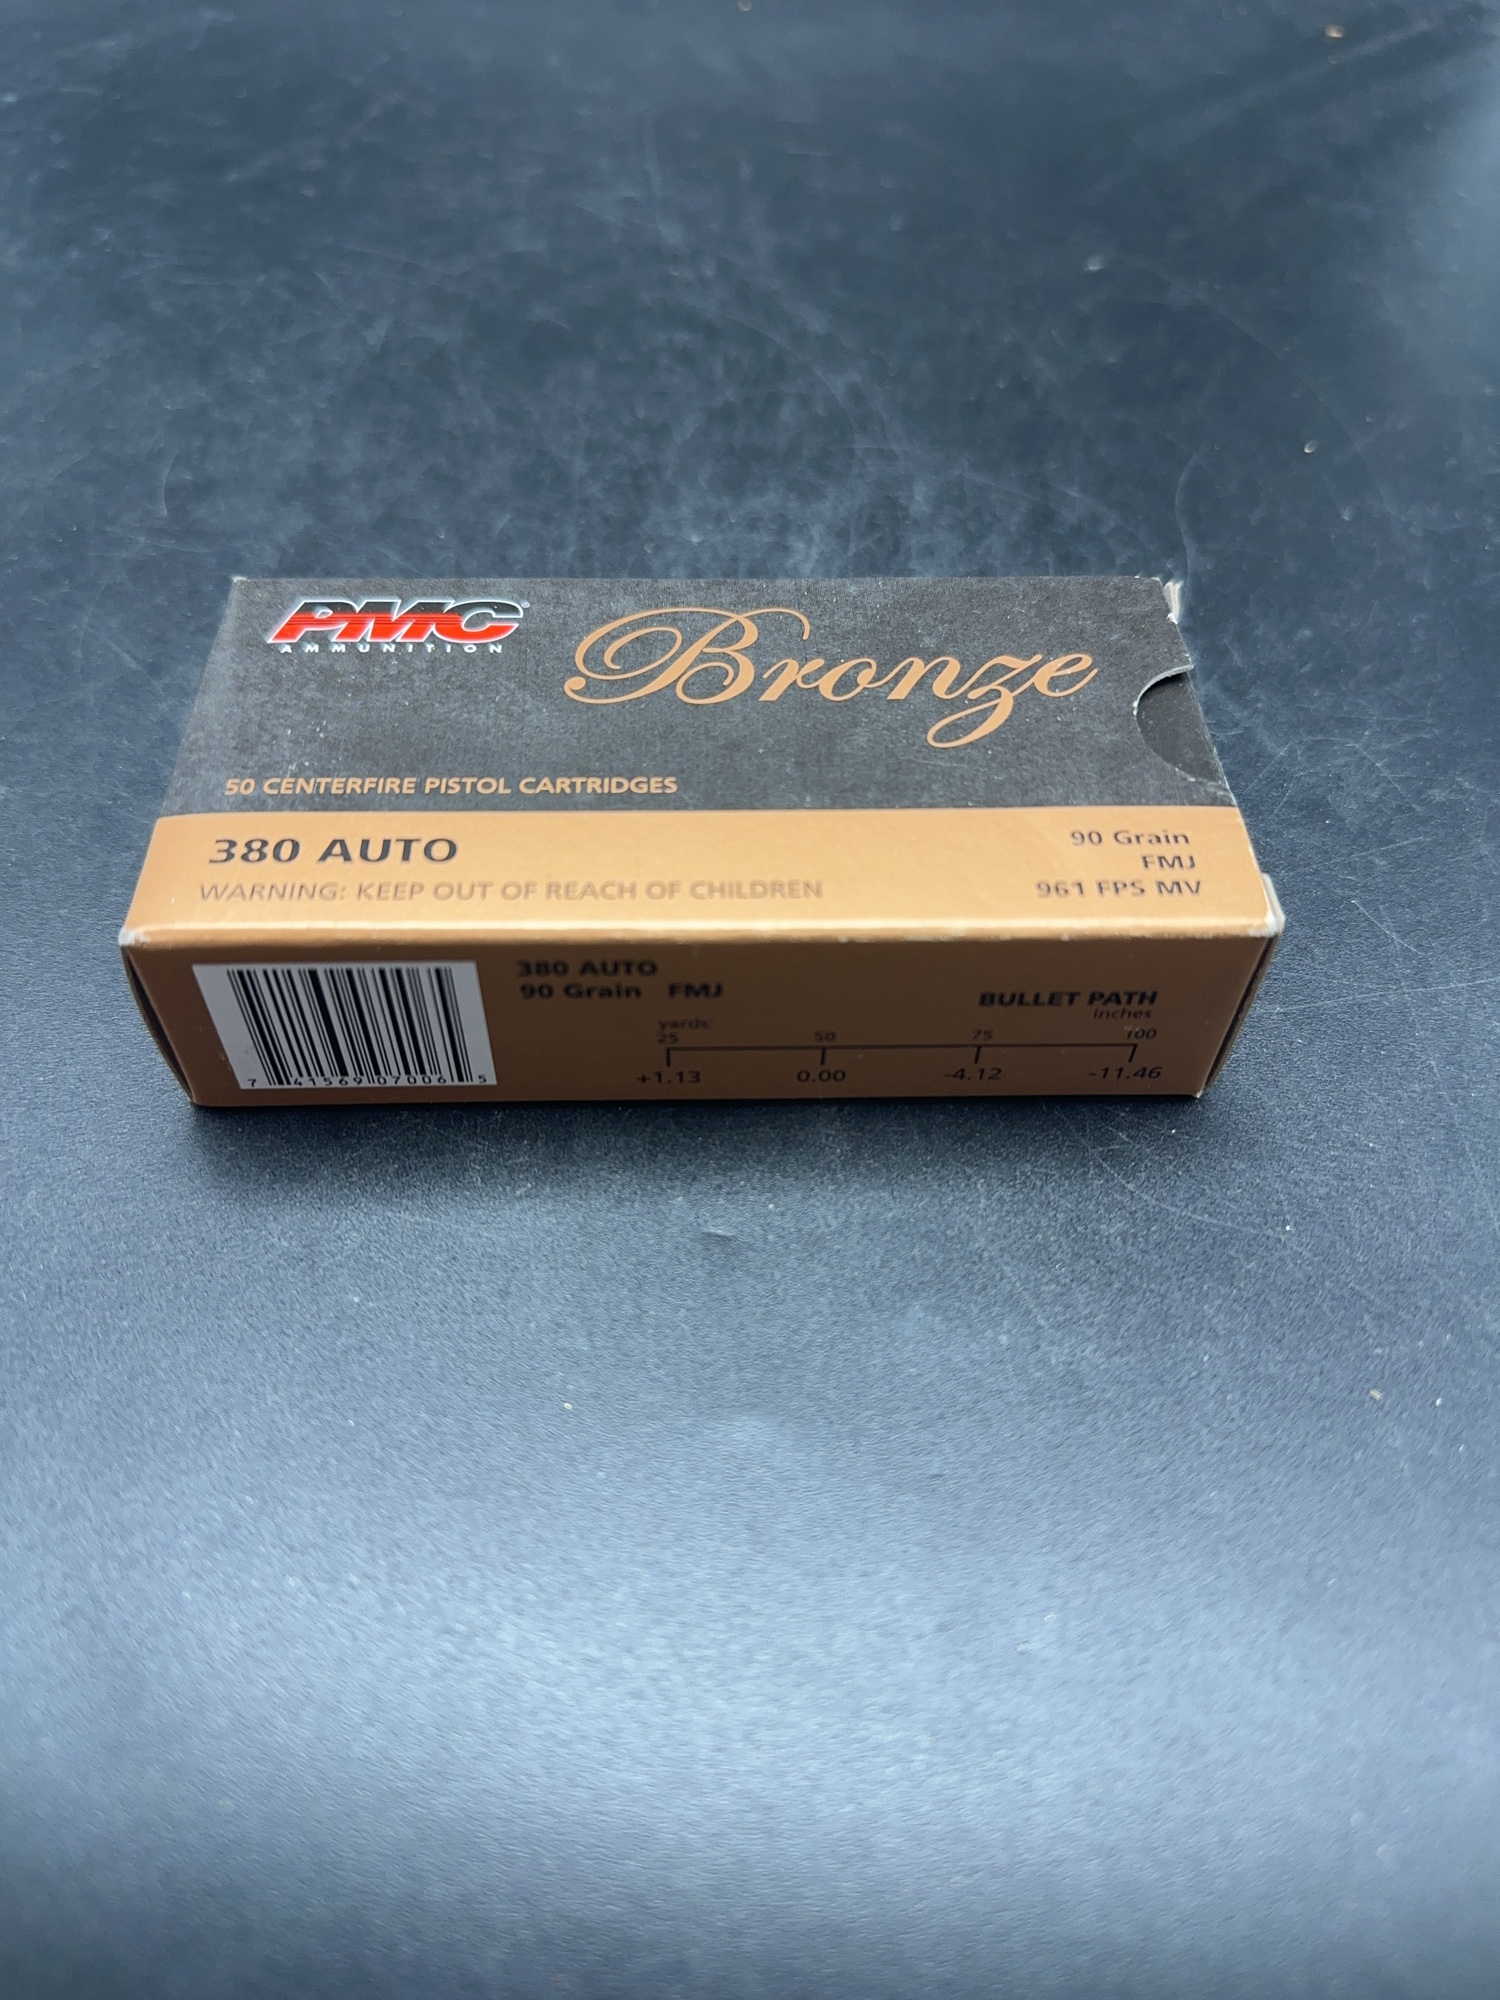 PMC®
AMMUNITION
Bronze
50 CENTERFIRE PISTOL CARTRIDGES
380 AUTO
WARNING: KEEP OUT OF REACH OF CHILDREN
90 Grain
FMJ
961 FPS MV
380 AUTO
90 Grain FMJ
BULLET PATH
inches
yards:
25 50 75 100
+1.13 0.00 -4.12 -11.46
7 41569 07006 5